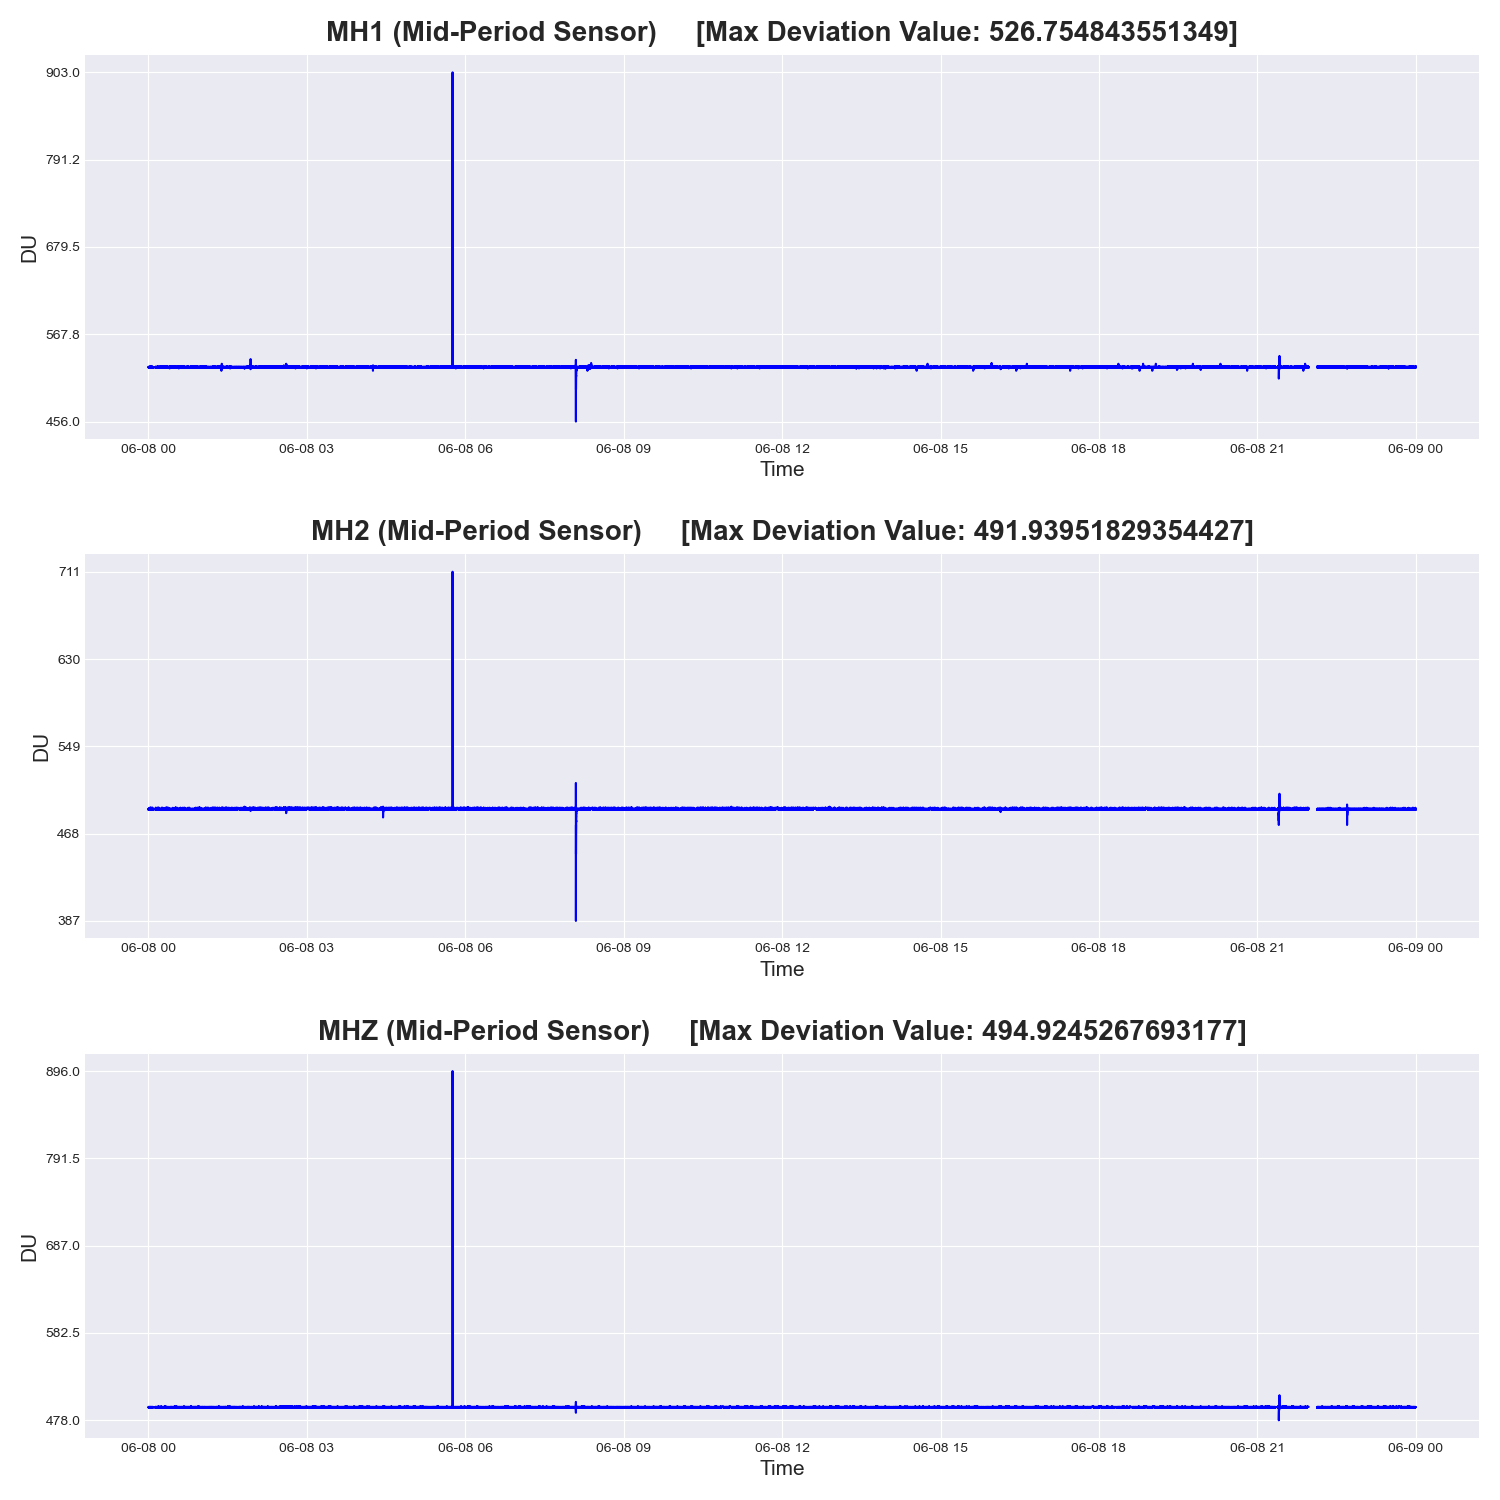 MH1 (Mid-Period Sensor) [Max Deviation Value: 526.754843551349]
903.0
791.2
679.5
567.8
456.0
DU
06-08 00 06-08 03 06-08 06 06-08 09 06-08 12 06-08 15 06-08 18 06-08 21 06-09 00
Time
MH2 (Mid-Period Sensor) [Max Deviation Value: 491.93951829354427]
711
630
549
468
387
DU
06-08 00 06-08 03 06-08 06 06-08 09 06-08 12 06-08 15 06-08 18 06-08 21 06-09 00
Time
MHZ (Mid-Period Sensor) [Max Deviation Value: 494.9245267693177]
896.0
791.5
687.0
582.5
478.0
DU
06-08 00 06-08 03 06-08 06 06-08 09 06-08 12 06-08 15 06-08 18 06-08 21 06-09 00
Time